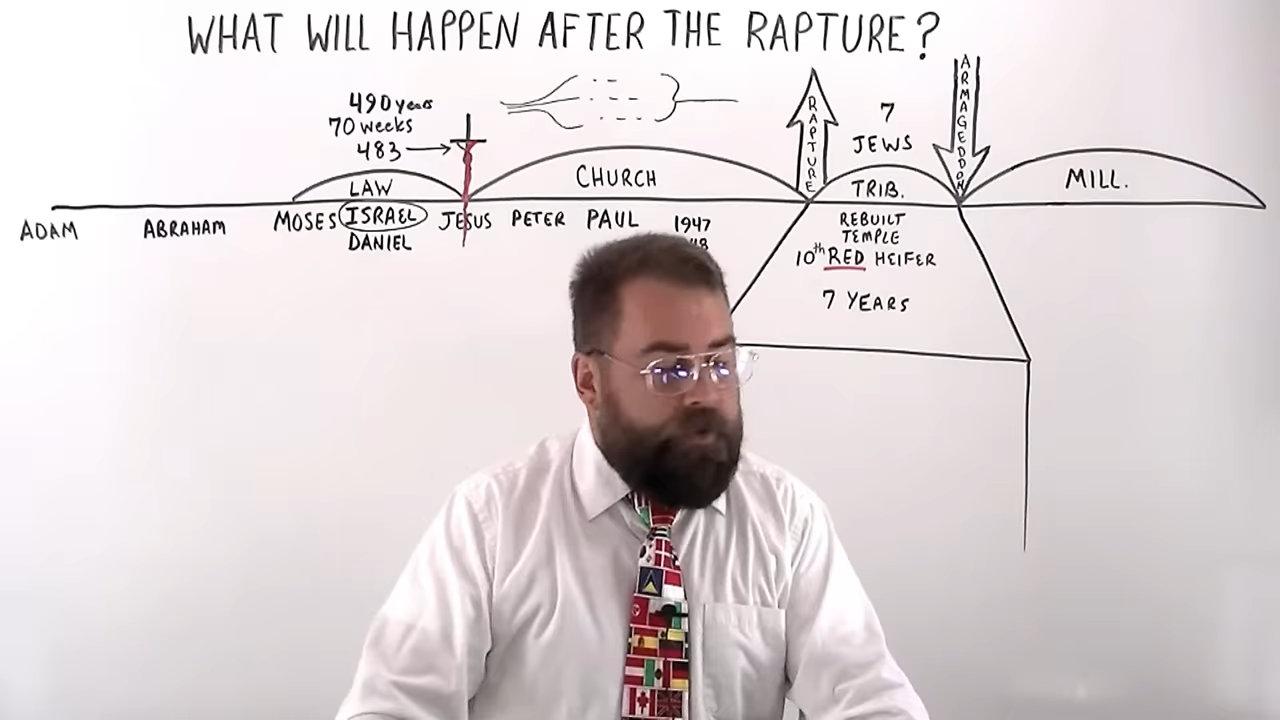 WHAT WILL HAPPEN AFTER THE RAPTURE?
490 years
70 weeks
483
LAW
CHURCH
RAPTURE
7
JEWS
TRIB.
ARMAGEDDON
MILL.
ADAM
ABRAHAM
MOSES ISRAEL
DANIEL
JESUS
PETER
PAUL
1947
REBUILT
TEMPLE
10th RED HEIFER
7 YEARS